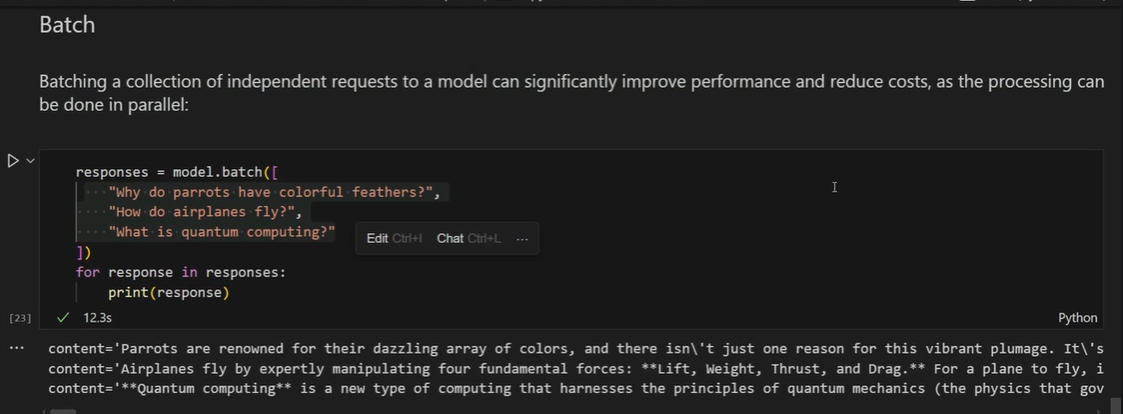 Batch
Batching a collection of independent requests to a model can significantly improve performance and reduce costs, as the processing can
be done in parallel:
responses = model.batch([
"Why do parrots have colorful feathers?",
"How do airplanes fly?",
"What is quantum computing?"
Edit Ctrl+I Chat Ctrl+L ...
])
for response in responses:
print(response)
[23] 12.3s Python
... content='Parrots are renowned for their dazzling array of colors, and there isn\'t just one reason for this vibrant plumage. It\'s
content='Airplanes fly by expertly manipulating four fundamental forces: **Lift, Weight, Thrust, and Drag.** For a plane to fly, i
content='**Quantum computing** is a new type of computing that harnesses the principles of quantum mechanics (the physics that gov